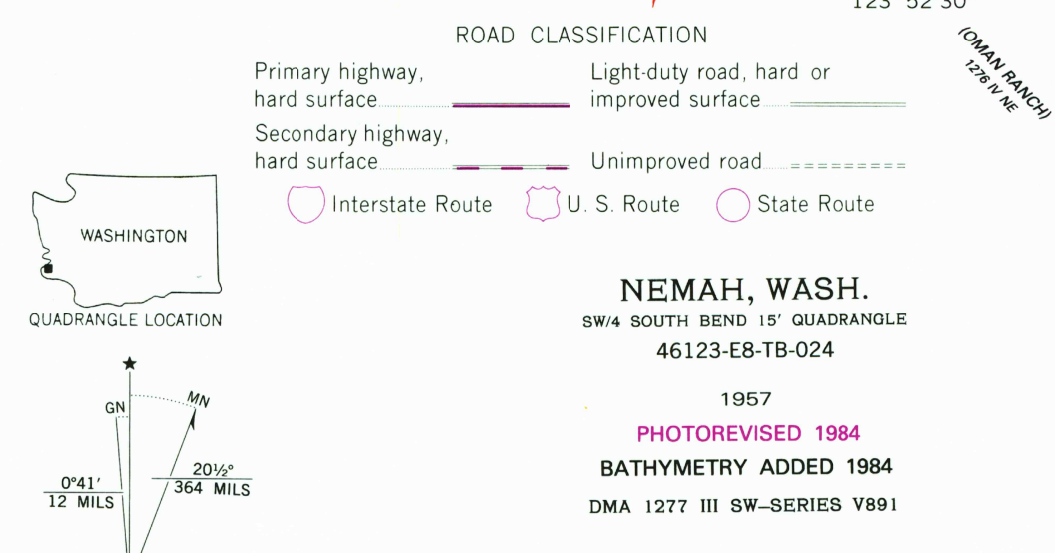 123° 52' 30"
(OMAN RANCH)
1276 IV NE
ROAD CLASSIFICATION
Primary highway,
hard surface
Light-duty road, hard or
improved surface
Secondary highway,
hard surface
Unimproved road
Interstate Route
U. S. Route
State Route
WASHINGTON
QUADRANGLE LOCATION
GN
MN
0°41′
12 MILS
20½°
364 MILS
NEMAH, WASH.
SW/4 SOUTH BEND 15′ QUADRANGLE
46123-E8-TB-024
1957
PHOTOREVISED 1984
BATHYMETRY ADDED 1984
DMA 1277 III SW–SERIES V891